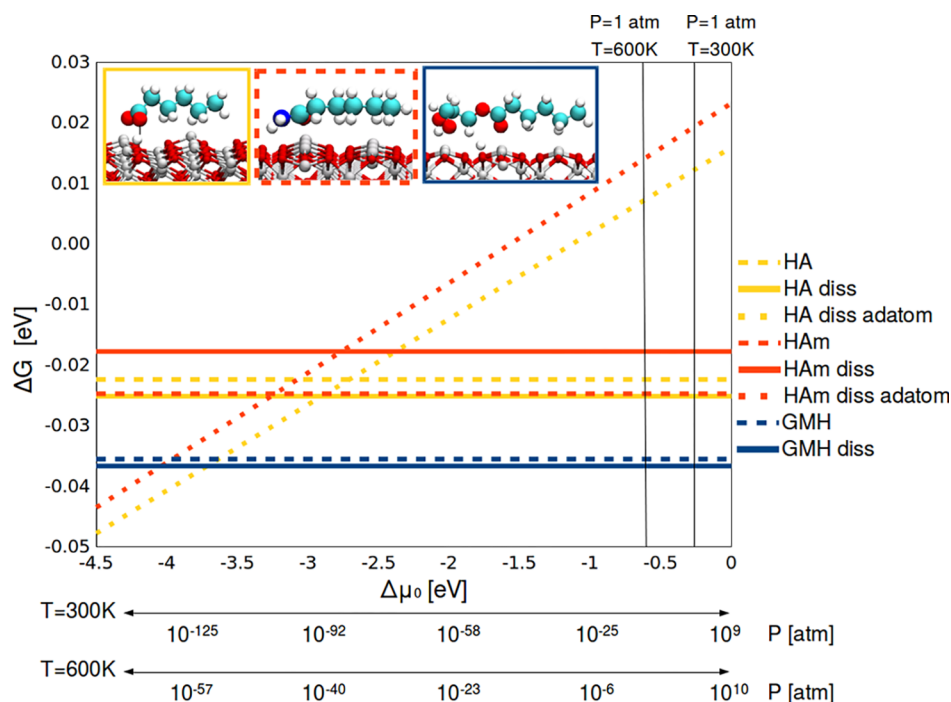 P=1 atm P=1 atm
T=600K T=300K
0.03
0.02
0.01
0.00
-0.01
-0.02
-0.03
-0.04
-0.05
ΔG [eV]
-4.5 -4 -3.5 -3 -2.5 -2 -1.5 -1 -0.5 0
Δμ₀ [eV]
HA
HA diss
HA diss adatom
HAm
HAm diss
HAm diss adatom
GMH
GMH diss
T=300K
10⁻¹²⁵ 10⁻⁹² 10⁻⁵⁸ 10⁻²⁵ 10⁹ P [atm]
T=600K
10⁻⁵⁷ 10⁻⁴⁰ 10⁻²³ 10⁻⁶ 10¹⁰ P [atm]